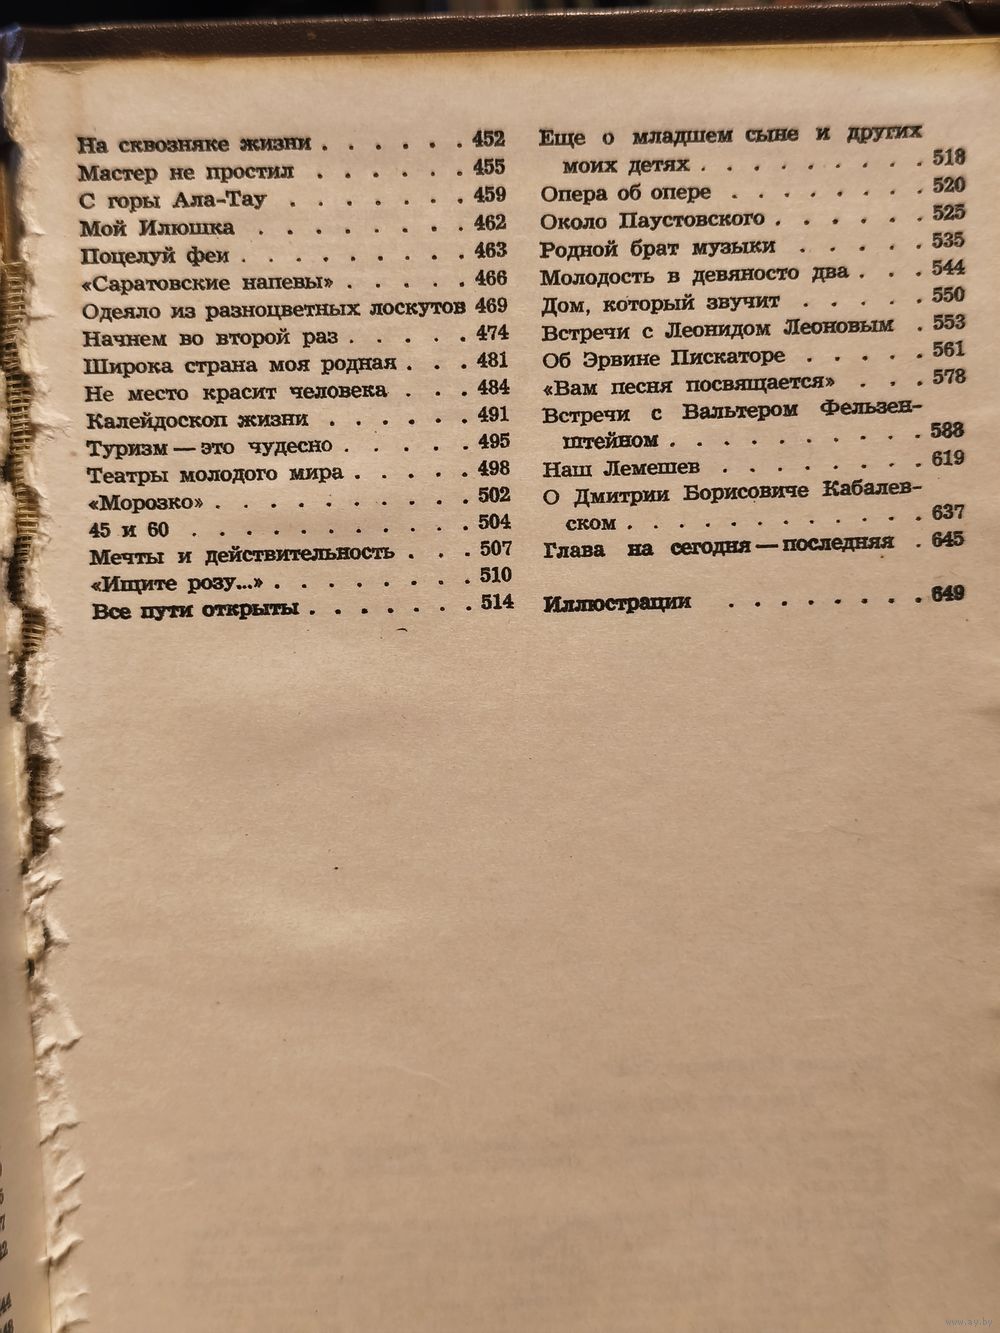 На сквозняке жизни . . . . . . 452
Мастер не простил . . . . . . 455
С горы Ала-Тау . . . . . . . 459
Мой Илюшка . . . . . . . . 462
Поцелуй феи . . . . . . . . . 463
«Саратовские напевы» . . . . . 466
Одеяло из разноцветных лоскутов 469
Начнем во второй раз . . . . . 474
Широка страна моя родная . . . 481
Не место красит человека . . . 484
Калейдоскоп жизни . . . . . . 491
Туризм — это чудесно . . . . . 495
Театры молодого мира . . . . . 498
«Морозко» . . . . . . . . . . 502
45 и 60 . . . . . . . . . . . 504
Мечты и действительность . . . 507
«Ищите розу...» . . . . . . . . 510
Все пути открыты . . . . . . . 514
Еще о младшем сыне и других
моих детях . . . . . . . . . 518
Опера об опере . . . . . . . . 520
Около Паустовского . . . . . . 525
Родной брат музыки . . . . . 535
Молодость в девяносто два . . . 544
Дом, который звучит . . . . . 550
Встречи с Леонидом Леоновым . 553
Об Эрвине Пискаторе . . . . . 561
«Вам песня посвящается» . . . 578
Встречи с Вальтером Фельзен-
штейном . . . . . . . . . . 588
Наш Лемешев . . . . . . . . 619
О Дмитрии Борисовиче Кабалев-
ском . . . . . . . . . . . . 637
Глава на сегодня — последняя . 645
Иллюстрации . . . . . . . . 649
www.ay.by